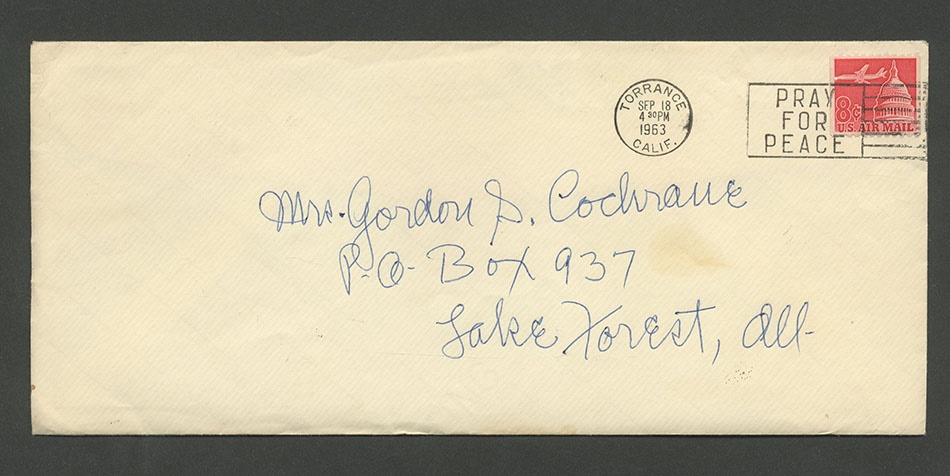 TORRANCE
SEP 18
4 30 PM
1963
CALIF.
PRAY
FOR
PEACE
8¢
U.S. AIR MAIL
Mrs. Gordon S. Cochrane
P-O- Box 937
Lake Forest, Ill-